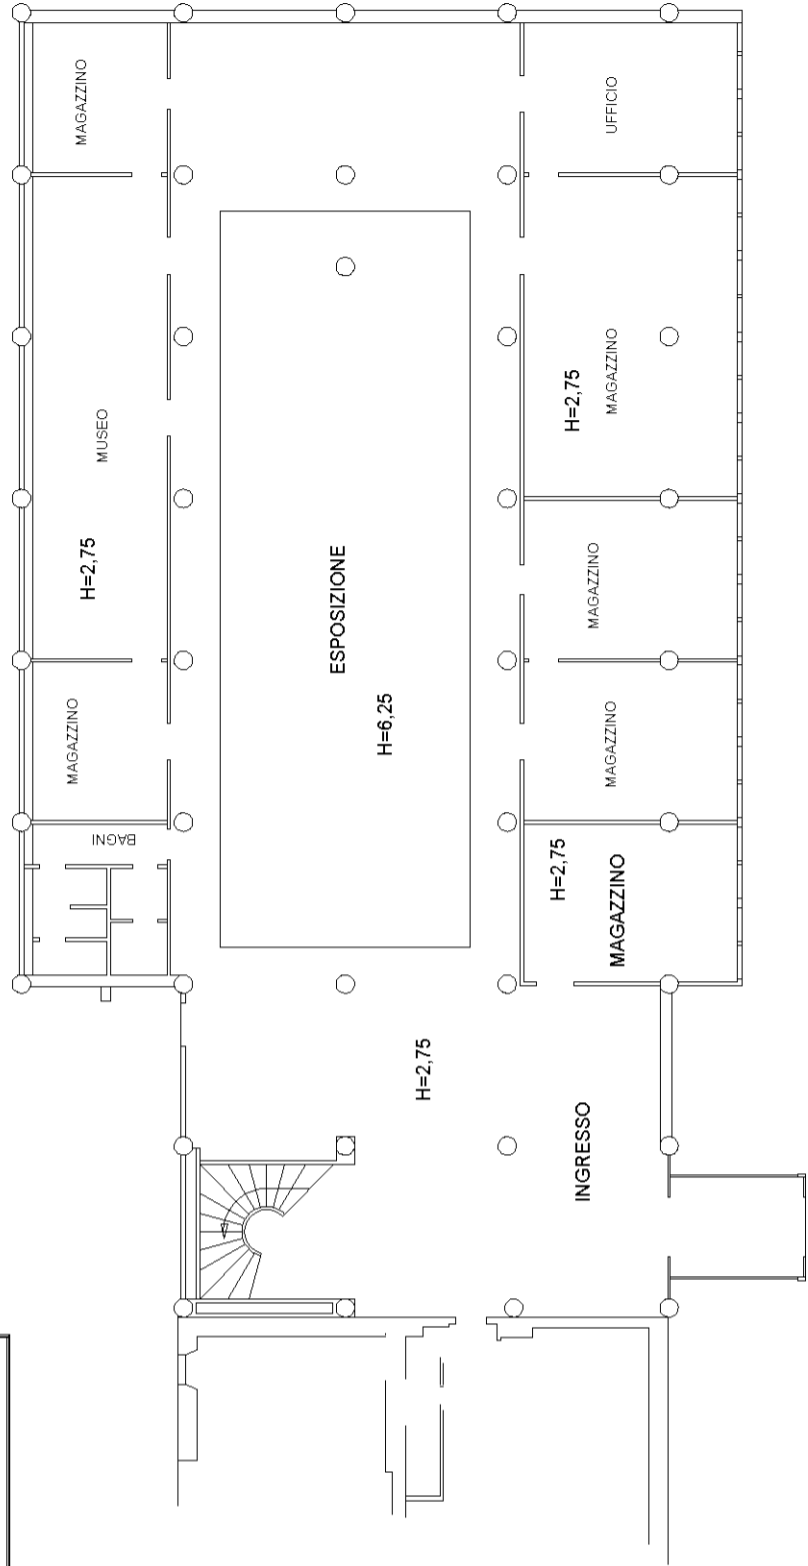 MAGAZZINO
UFFICIO
MUSEO
H=2,75
MAGAZZINO
H=2,75
ESPOSIZIONE
H=6,25
MAGAZZINO
MAGAZZINO
MAGAZZINO
BAGNI
H=2,75
MAGAZZINO
H=2,75
INGRESSO